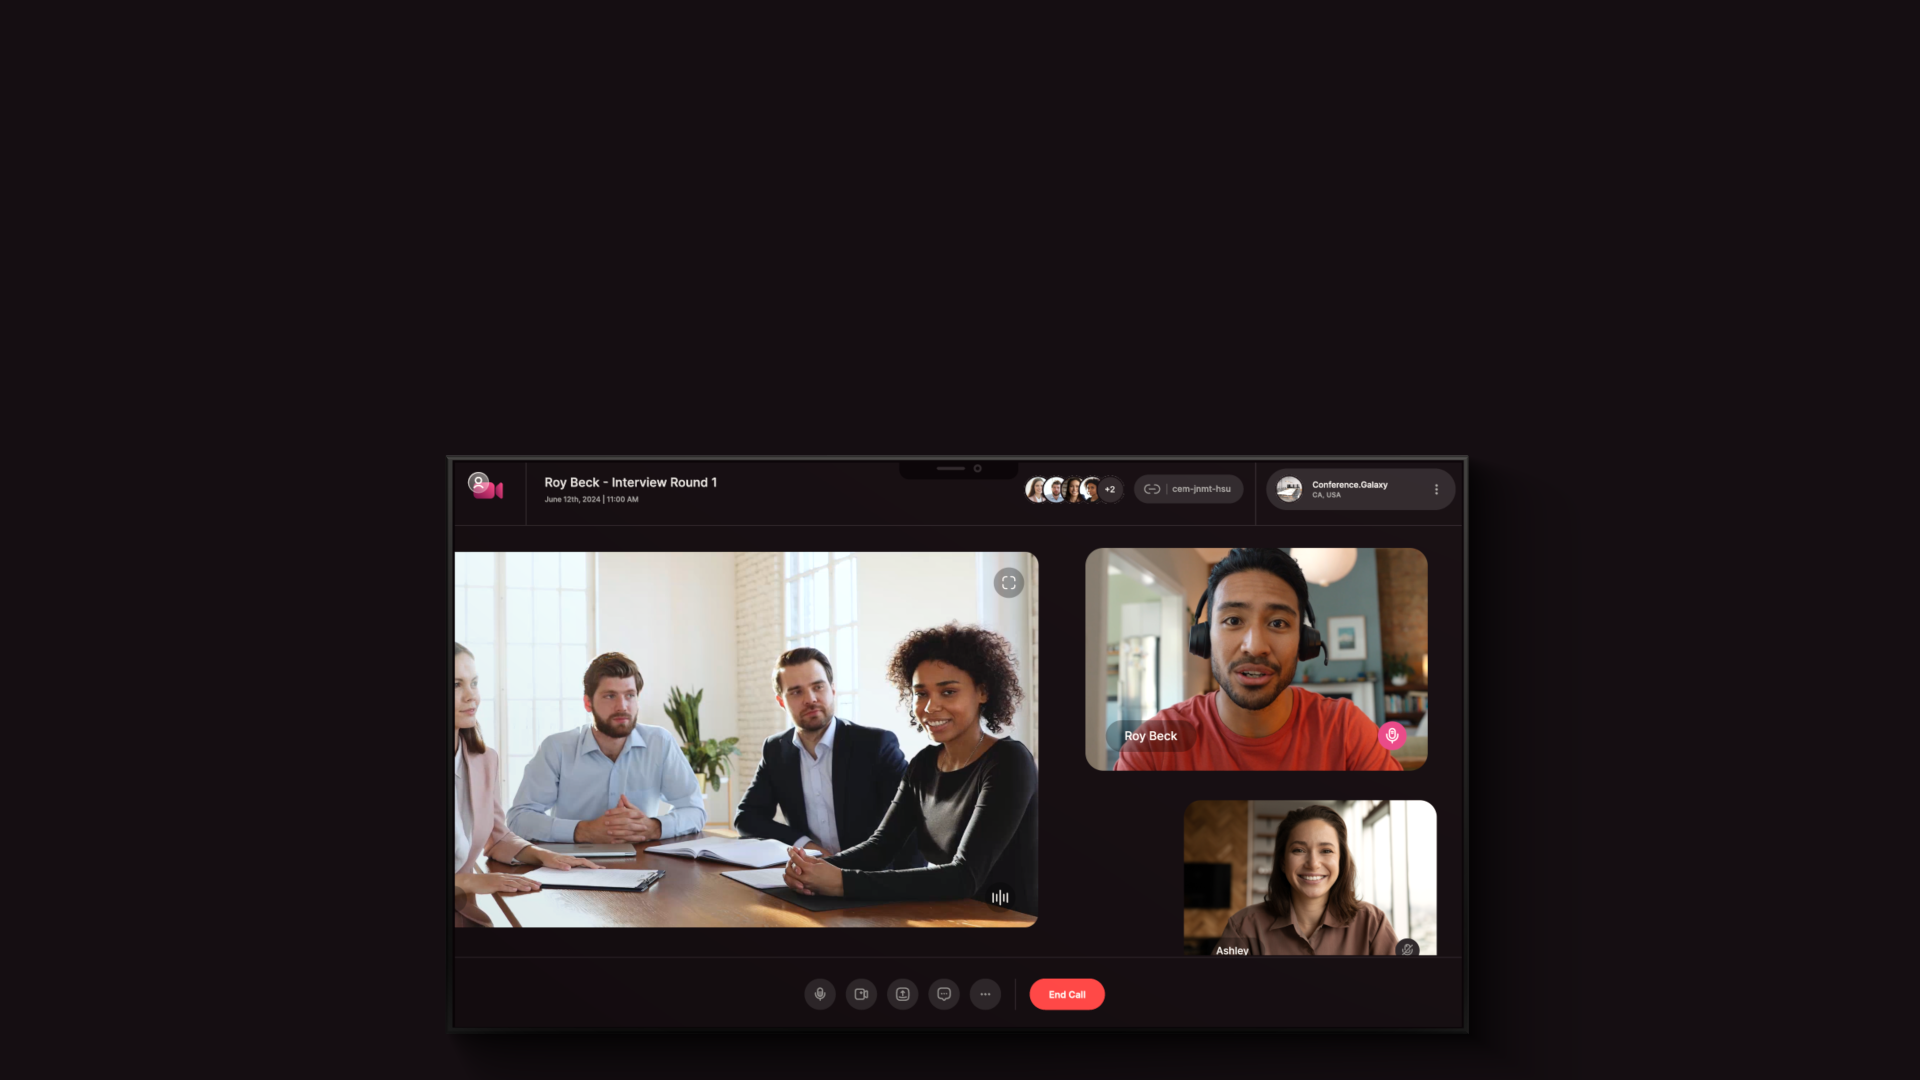 Roy Beck - Interview Round 1
June 12th, 2024 | 11:00 AM
+2
cem-jnmt-hsu
Conference.Galaxy
CA, USA
Roy Beck
Ashley
End Call